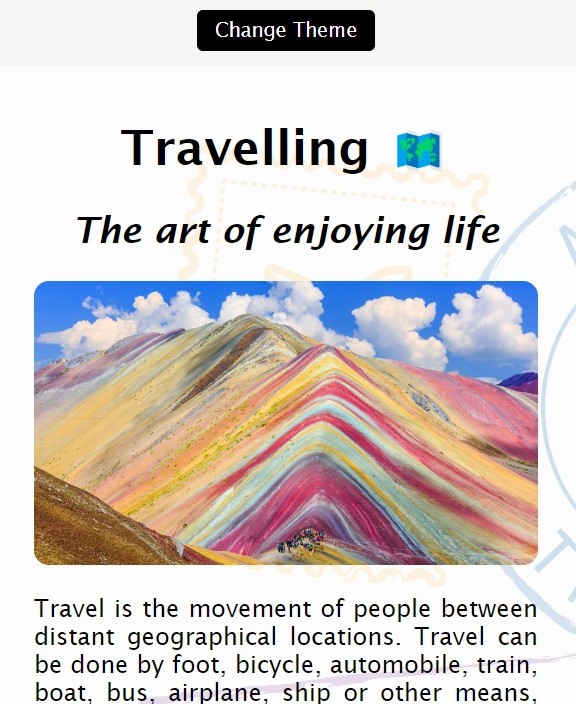 Change Theme
Travelling 🗺️
The art of enjoying life
Travel is the movement of people between
distant geographical locations. Travel can
be done by foot, bicycle, automobile, train,
boat, bus, airplane, ship or other means,